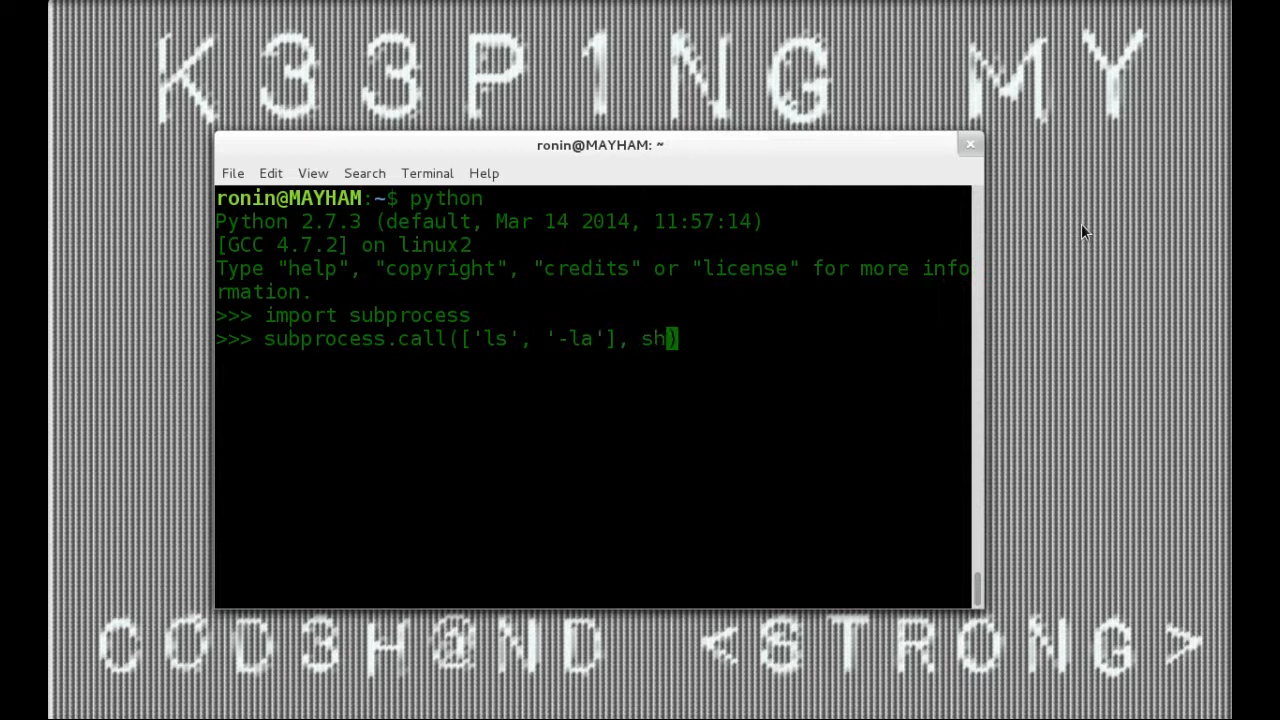 K33P1NG MY
ronin@MAYHAM: ~
File Edit View Search Terminal Help
ronin@MAYHAM:~$ python
Python 2.7.3 (default, Mar 14 2014, 11:57:14)
[GCC 4.7.2] on linux2
Type "help", "copyright", "credits" or "license" for more info
rmation.
>>> import subprocess
>>> subprocess.call(['ls', '-la'], sh)
C0D3H@ND <STRONG>